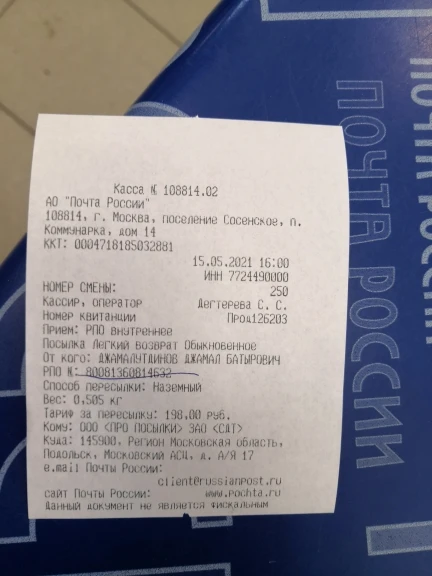 Касса № 108814.02
АО "Почта России"
108814, г. Москва, поселение Сосенское, п.
Коммунарка, дом 14
ККТ: 0004718185032881
15.05.2021 16:00
ИНН 7724490000
НОМЕР СМЕНЫ: 250
Кассир, оператор Дегтерева С. С.
Номер квитанции Прод126203
Прием: РПО внутреннее
Посылка Легкий возврат Обыкновенное
От кого: ДЖАМАЛУТДИНОВ ДЖАМАЛ БАТЫРОВИЧ
РПО №: 80081360814632
Способ пересылки: Наземный
Вес: 0,505 кг
Тариф за пересылку: 198,00 руб.
Кому: ООО <ПРО ПОСЫЛКИ> ЗАО <СДТ>
Куда: 145900, Регион Московская область,
Подольск, Московский АСЦ, д. А/Я 17
e.mail Почты России:
client@russianpost.ru
сайт Почты России: www.pochta.ru
Данный документ не является фискальным
ПОЧТА РОССИИ
ПОЧТА РОССИИ